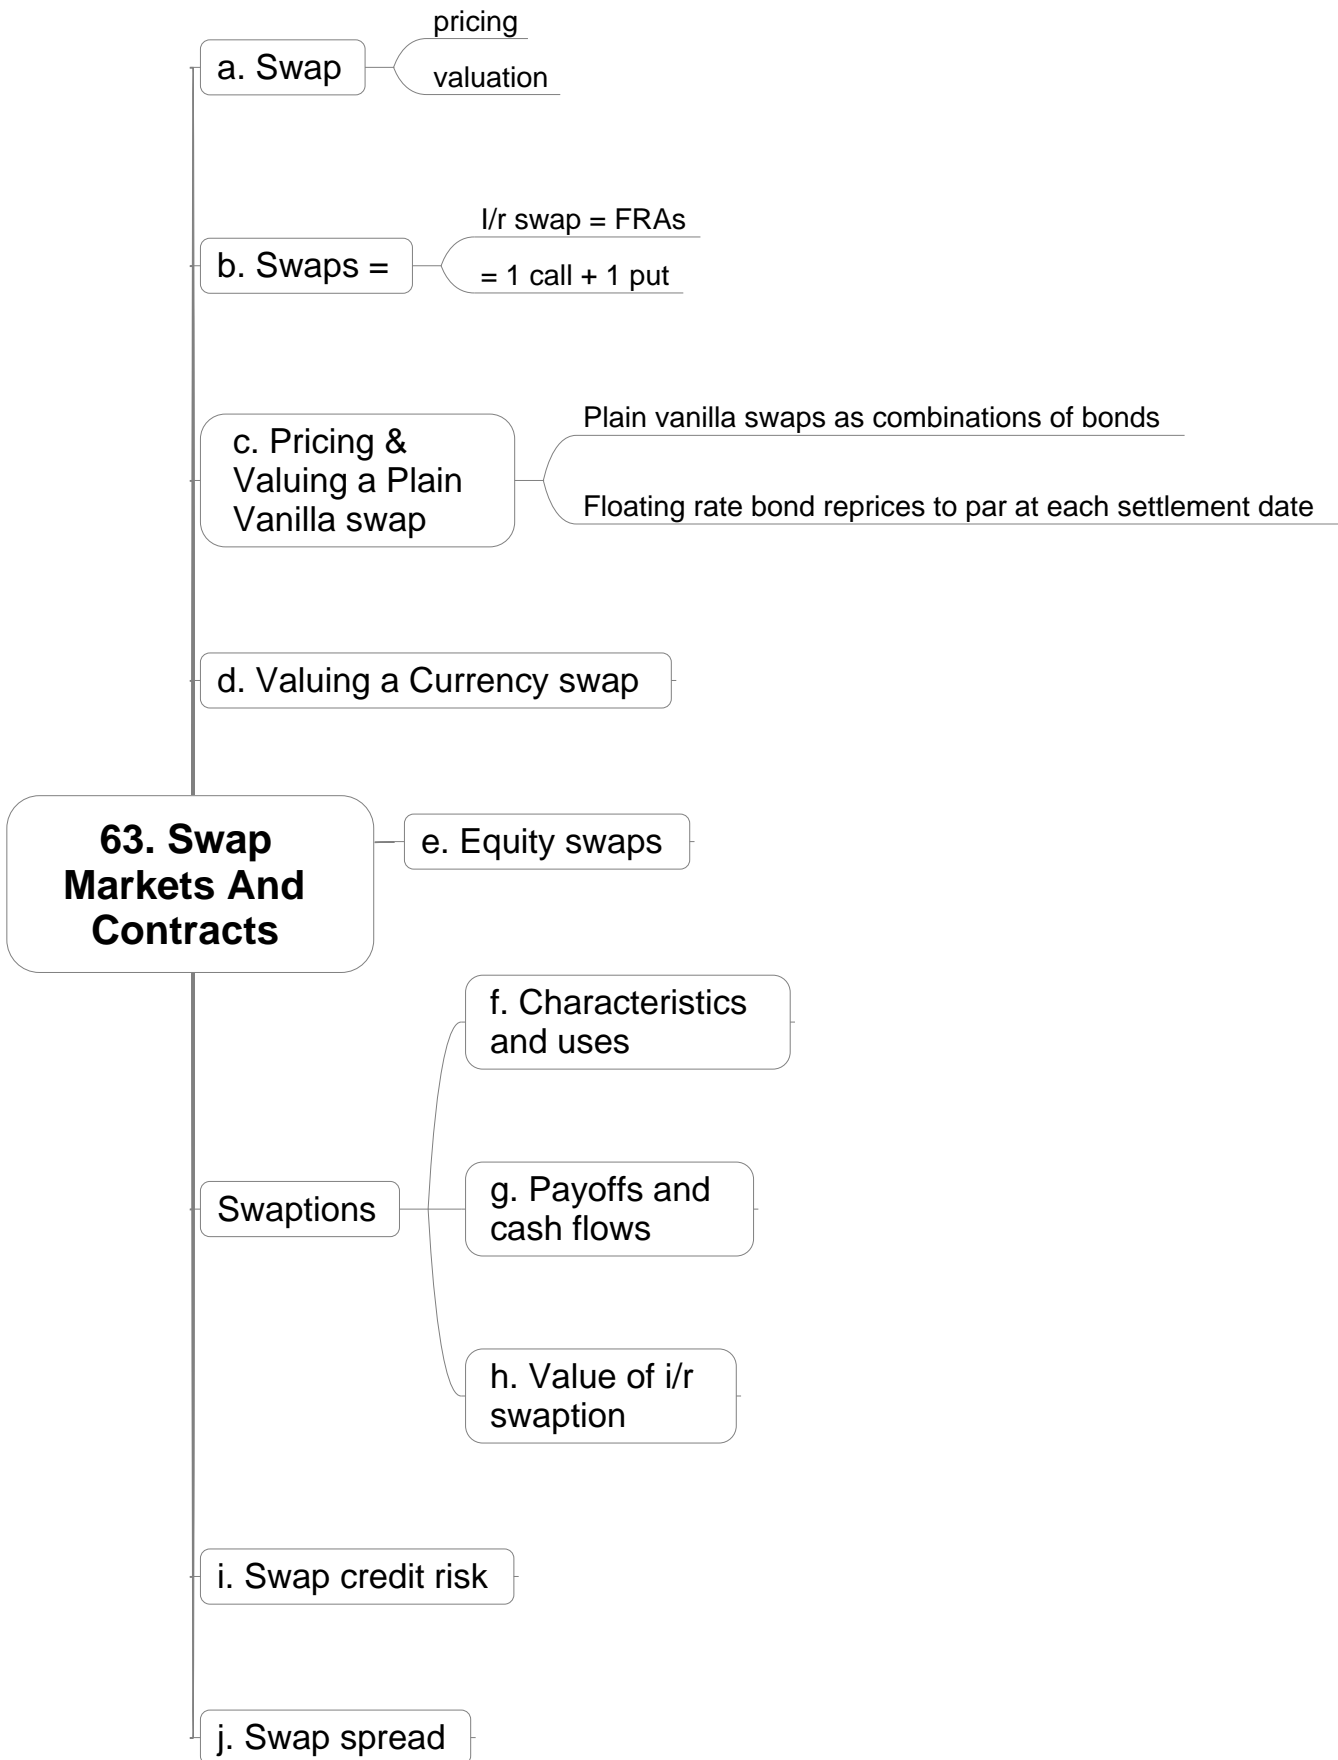 a. Swap
pricing
valuation
b. Swaps =
I/r swap = FRAs
= 1 call + 1 put
c. Pricing &
Valuing a Plain
Vanilla swap
Plain vanilla swaps as combinations of bonds
Floating rate bond reprices to par at each settlement date
d. Valuing a Currency swap
63. Swap
Markets And
Contracts
e. Equity swaps
Swaptions
f. Characteristics
and uses
g. Payoffs and
cash flows
h. Value of i/r
swaption
i. Swap credit risk
j. Swap spread